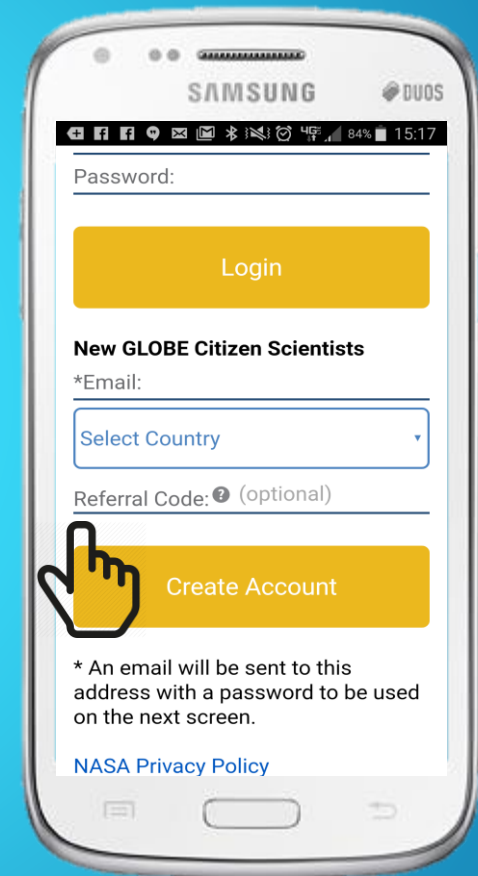 SAMSUNG DUOS
4G 84% 15:17
Password:
Login
New GLOBE Citizen Scientists
*Email:
Select Country
Referral Code: ? (optional)
Create Account
* An email will be sent to this
address with a password to be used
on the next screen.
NASA Privacy Policy